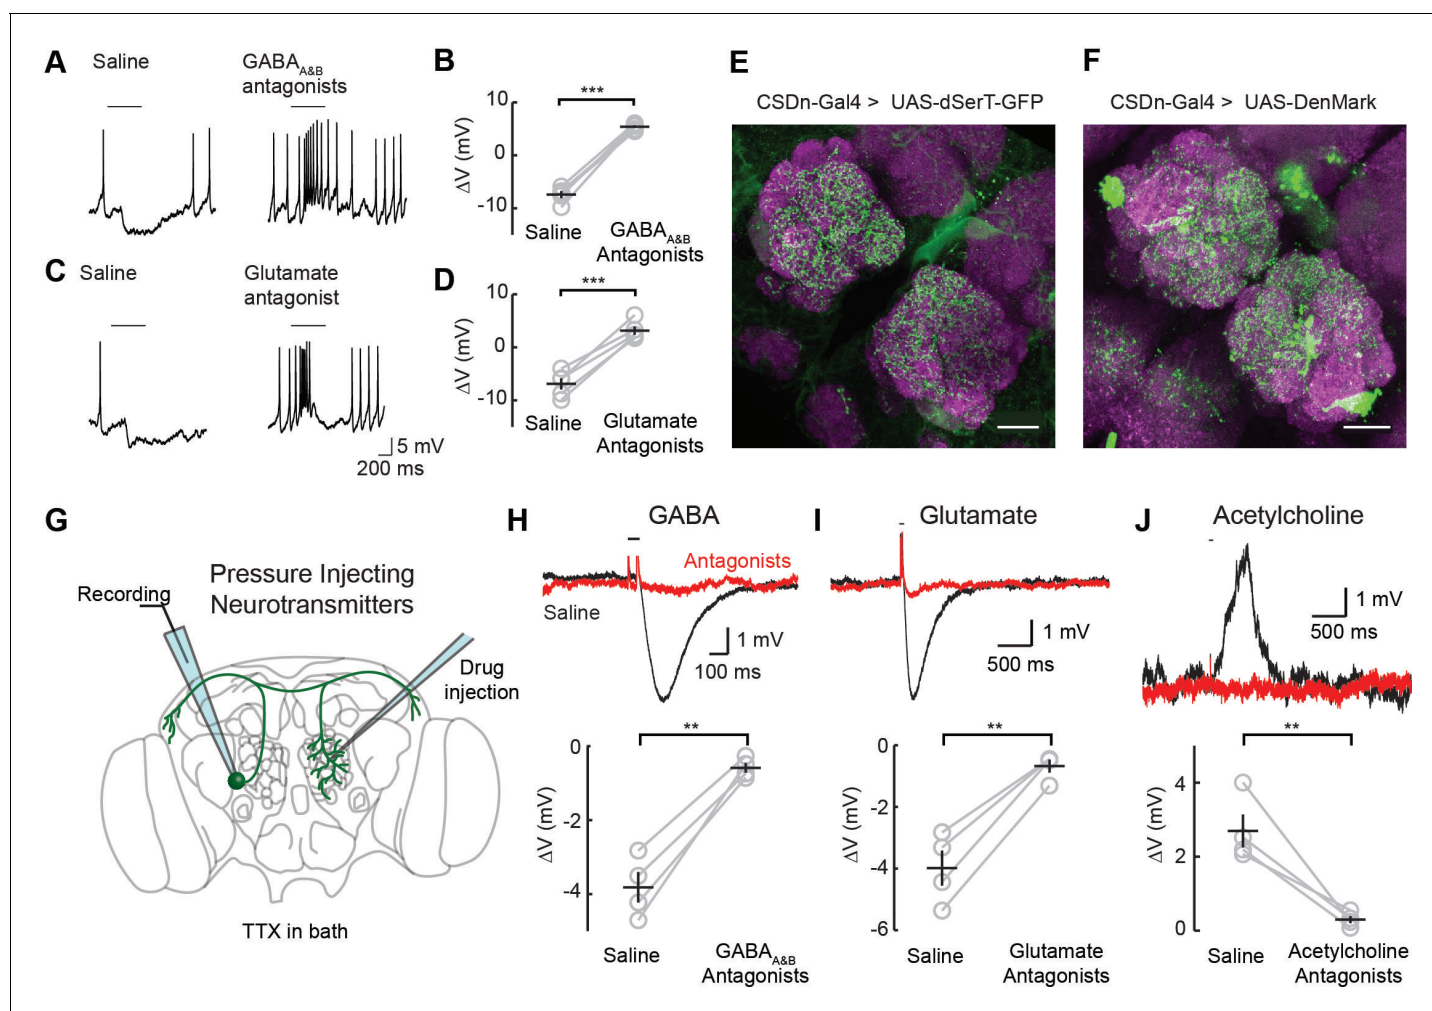 A
Saline
GABAA&B
antagonists
B
10
0
-10
ΔV (mV)
***
Saline
GABAA&B
Antagonists
C
Saline
Glutamate
antagonist
5 mV
200 ms
D
10
0
-10
ΔV (mV)
***
Saline
Glutamate
Antagonists
E
CSDn-Gal4 > UAS-dSerT-GFP
F
CSDn-Gal4 > UAS-DenMark
G
Pressure Injecting
Neurotransmitters
Recording
Drug
injection
TTX in bath
H
GABA
Antagonists
Saline
1 mV
100 ms
**
0
-2
-4
ΔV (mV)
Saline
GABAA&B
Antagonists
I
Glutamate
1 mV
500 ms
**
0
-2
-4
-6
ΔV (mV)
Saline
Glutamate
Antagonists
J
Acetylcholine
1 mV
500 ms
**
4
2
0
ΔV (mV)
Saline
Acetylcholine
Antagonists